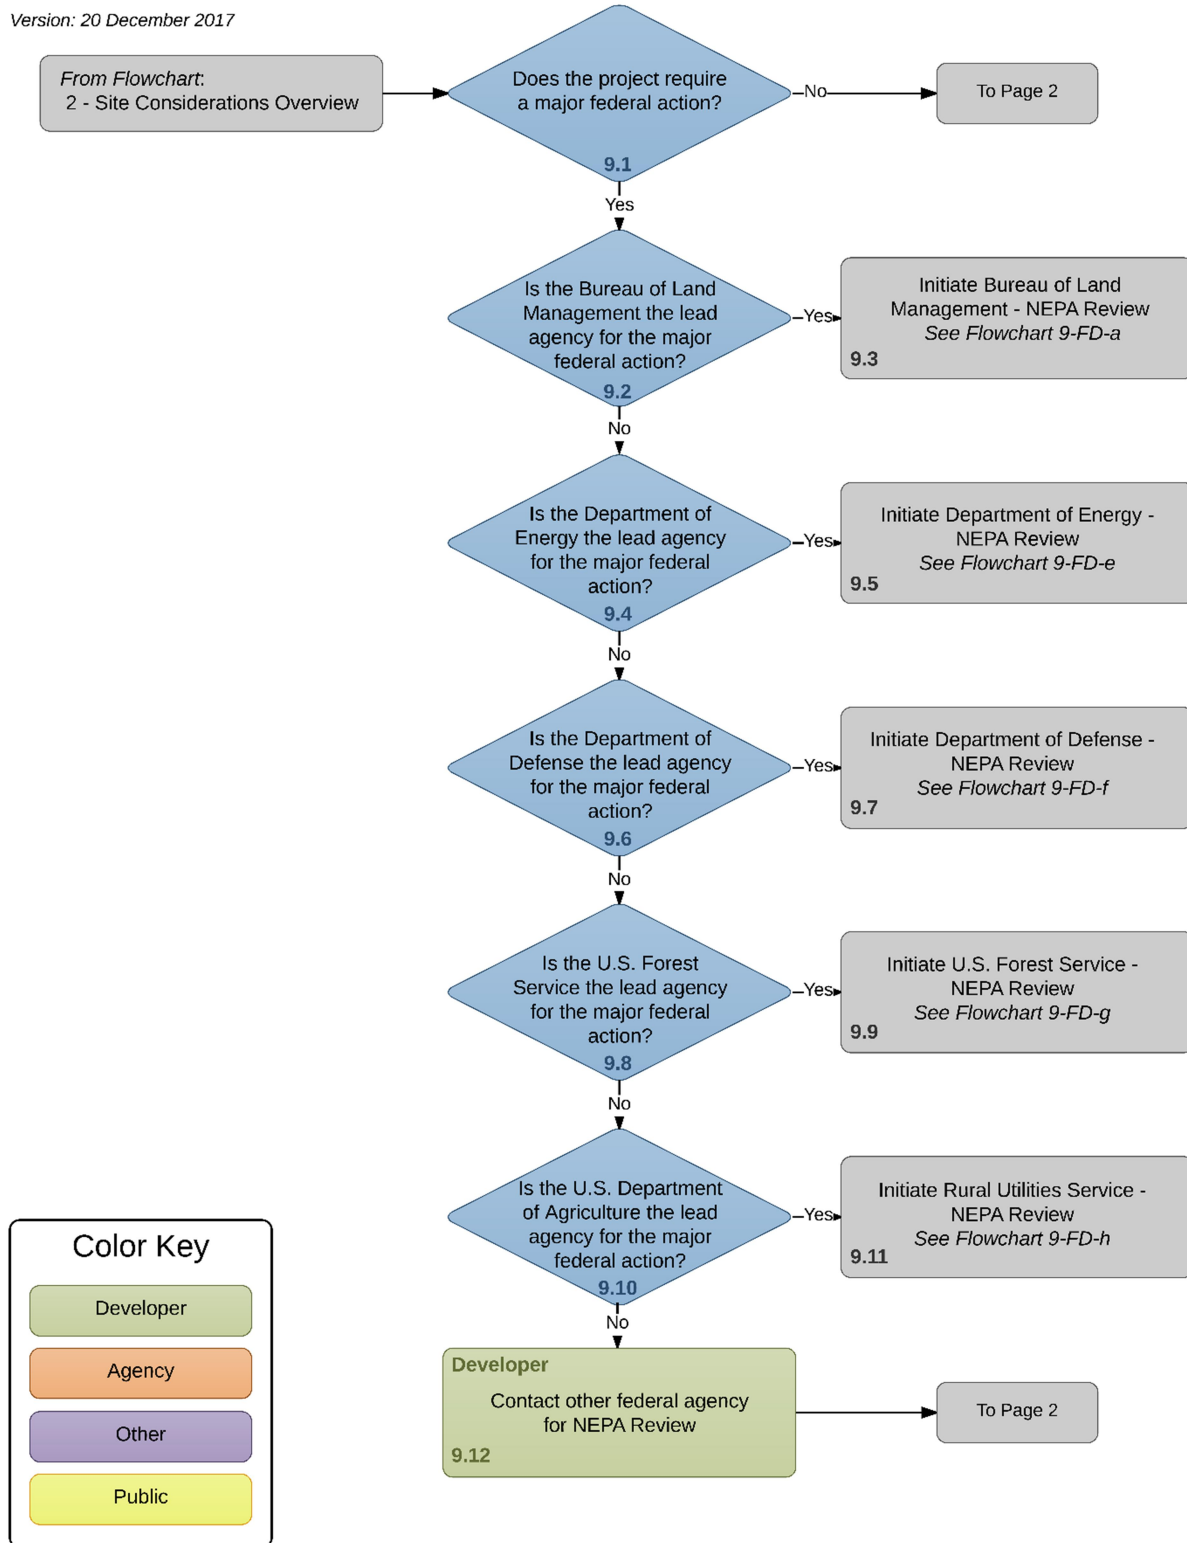 Version: 20 December 2017
From Flowchart:
2 - Site Considerations Overview
Does the project require
a major federal action?
9.1
No
To Page 2
Yes
Is the Bureau of Land
Management the lead
agency for the major
federal action?
9.2
Yes
Initiate Bureau of Land
Management - NEPA Review
See Flowchart 9-FD-a
9.3
No
Is the Department of
Energy the lead agency
for the major federal
action?
9.4
Yes
Initiate Department of Energy -
NEPA Review
See Flowchart 9-FD-e
9.5
No
Is the Department of
Defense the lead agency
for the major federal
action?
9.6
Yes
Initiate Department of Defense -
NEPA Review
See Flowchart 9-FD-f
9.7
No
Is the U.S. Forest
Service the lead agency
for the major federal
action?
9.8
Yes
Initiate U.S. Forest Service -
NEPA Review
See Flowchart 9-FD-g
9.9
No
Is the U.S. Department
of Agriculture the lead
agency for the major
federal action?
9.10
Yes
Initiate Rural Utilities Service -
NEPA Review
See Flowchart 9-FD-h
9.11
No
Developer
Contact other federal agency
for NEPA Review
9.12
To Page 2
Color Key
Developer
Agency
Other
Public